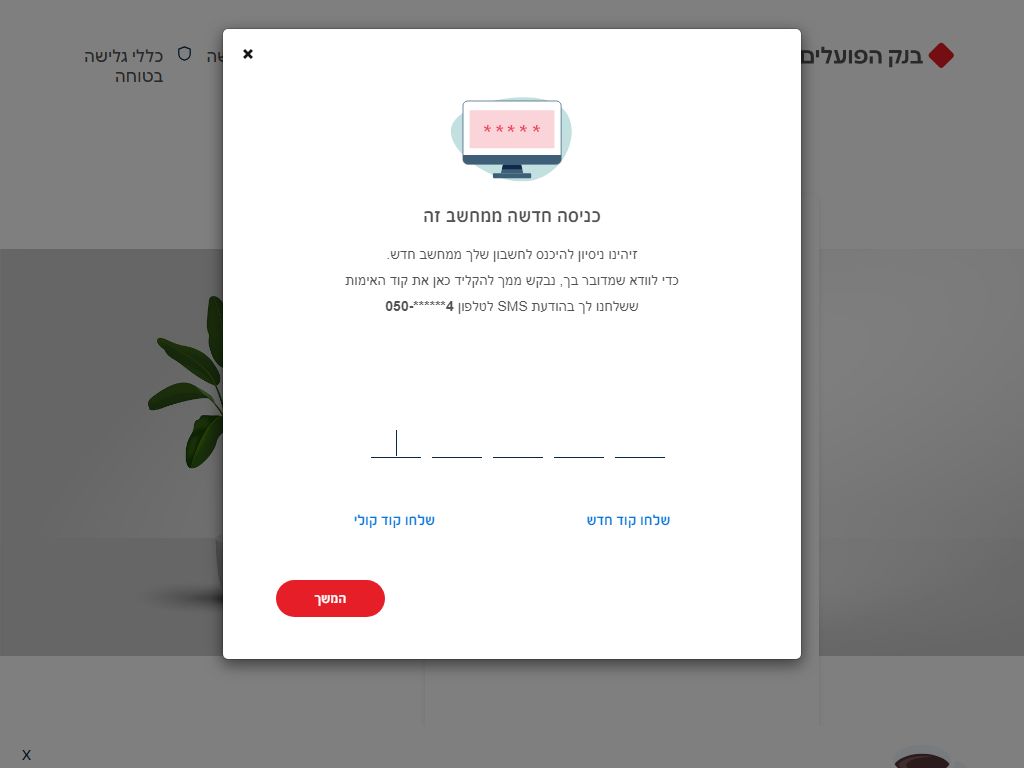 בנק הפועלים
כללי גלישה
בטוחה
*****
כניסה חדשה ממחשב זה
זיהינו ניסיון להיכנס לחשבון שלך ממחשב חדש.
כדי לוודא שמדובר בך, נבקש ממך להקליד כאן את קוד האימות
ששלחנו לך בהודעת SMS לטלפון 050-******4
שלחו קוד חדש
שלחו קוד קולי
המשך
X